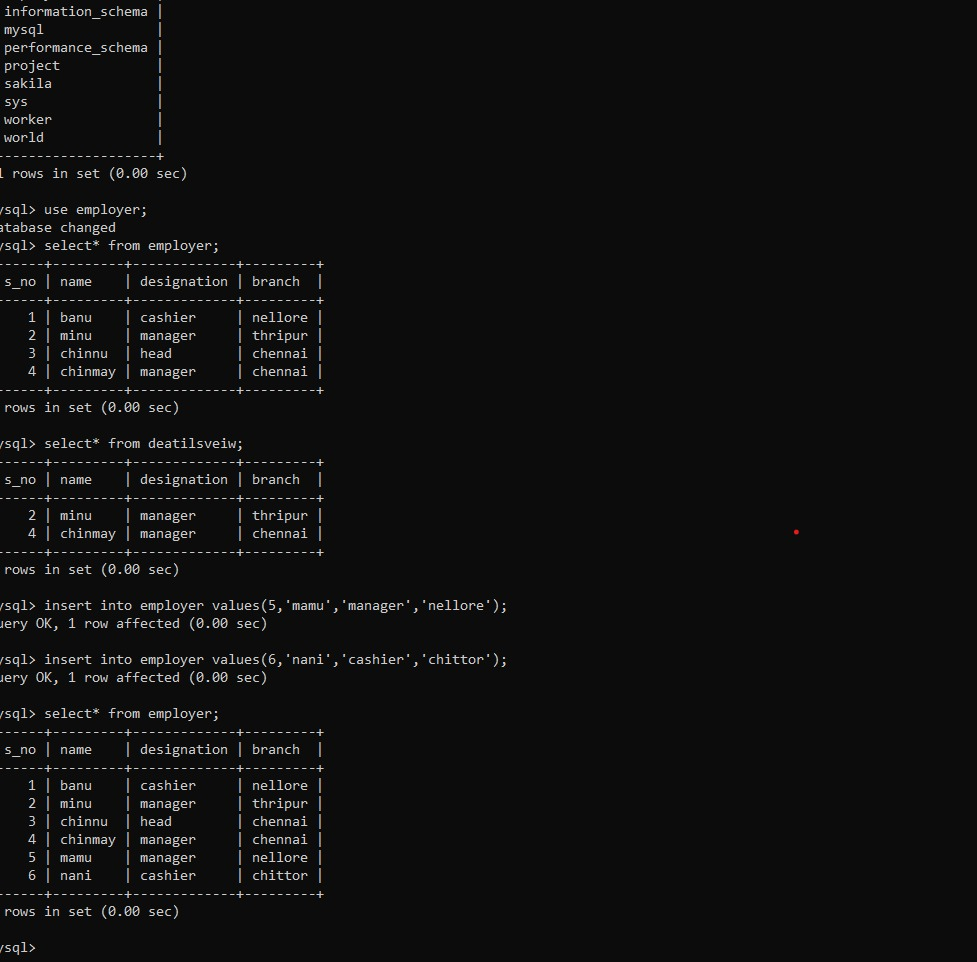 information_schema |
mysql              |
performance_schema |
project            |
sakila             |
sys                |
worker             |
world              |
--------------------+
1 rows in set (0.00 sec)
ysql> use employer;
atabase changed
ysql> select* from employer;
------+---------+-------------+---------+
s_no | name    | designation | branch  |
------+---------+-------------+---------+
   1 | banu    | cashier     | nellore |
   2 | minu    | manager     | thripur |
   3 | chinnu  | head        | chennai |
   4 | chinmay | manager     | chennai |
------+---------+-------------+---------+
rows in set (0.00 sec)
ysql> select* from deatilsveiw;
------+---------+-------------+---------+
s_no | name    | designation | branch  |
------+---------+-------------+---------+
   2 | minu    | manager     | thripur |
   4 | chinmay | manager     | chennai |
------+---------+-------------+---------+
rows in set (0.00 sec)
ysql> insert into employer values(5,'mamu','manager','nellore');
uery OK, 1 row affected (0.00 sec)
ysql> insert into employer values(6,'nani','cashier','chittor');
uery OK, 1 row affected (0.00 sec)
ysql> select* from employer;
------+---------+-------------+---------+
s_no | name    | designation | branch  |
------+---------+-------------+---------+
   1 | banu    | cashier     | nellore |
   2 | minu    | manager     | thripur |
   3 | chinnu  | head        | chennai |
   4 | chinmay | manager     | chennai |
   5 | mamu    | manager     | nellore |
   6 | nani    | cashier     | chittor |
------+---------+-------------+---------+
rows in set (0.00 sec)
ysql>